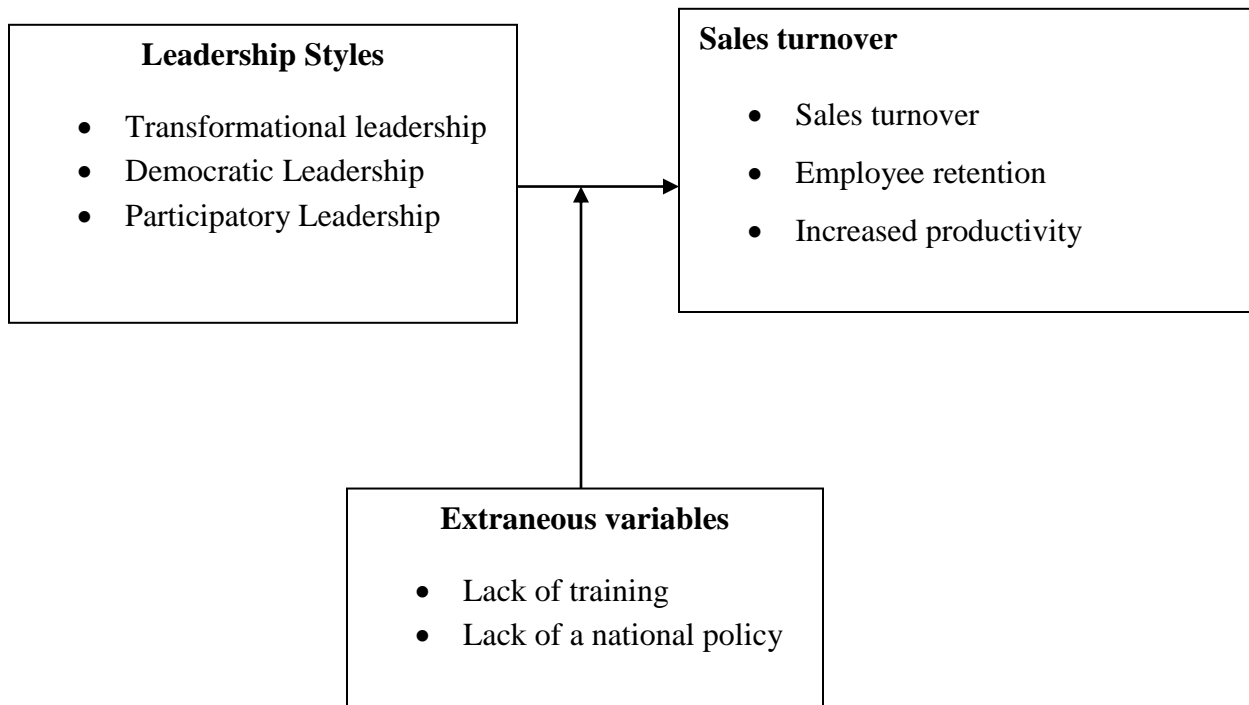 Leadership Styles
• Transformational leadership
• Democratic Leadership
• Participatory Leadership
Sales turnover
• Sales turnover
• Employee retention
• Increased productivity
Extraneous variables
• Lack of training
• Lack of a national policy